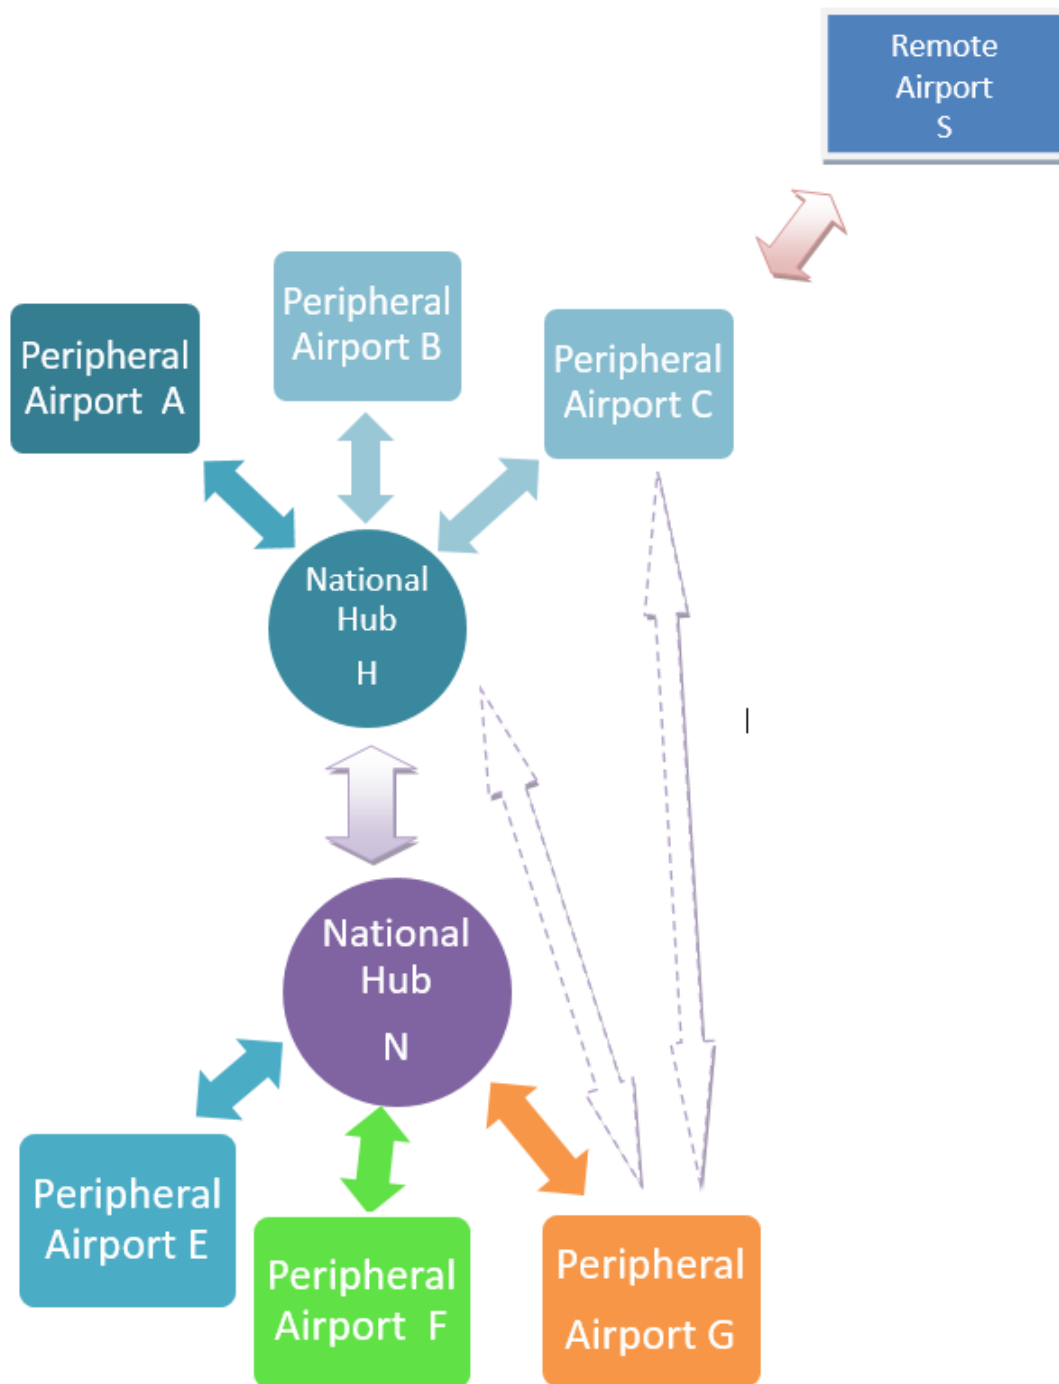 Remote
Airport
S
Peripheral
Airport B
Peripheral
Airport A
Peripheral
Airport C
National
Hub
H
National
Hub
N
Peripheral
Airport E
Peripheral
Airport F
Peripheral
Airport G